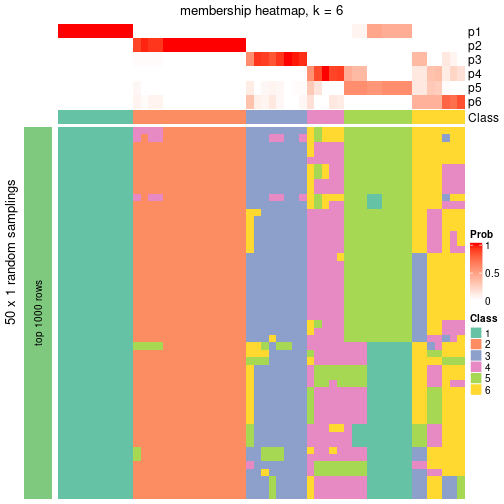 membership heatmap, k = 6
p1
p2
p3
p4
p5
p6
Class
50 x 1 random samplings
top 1000 rows
Prob
1
0.5
0
Class
1
2
3
4
5
6